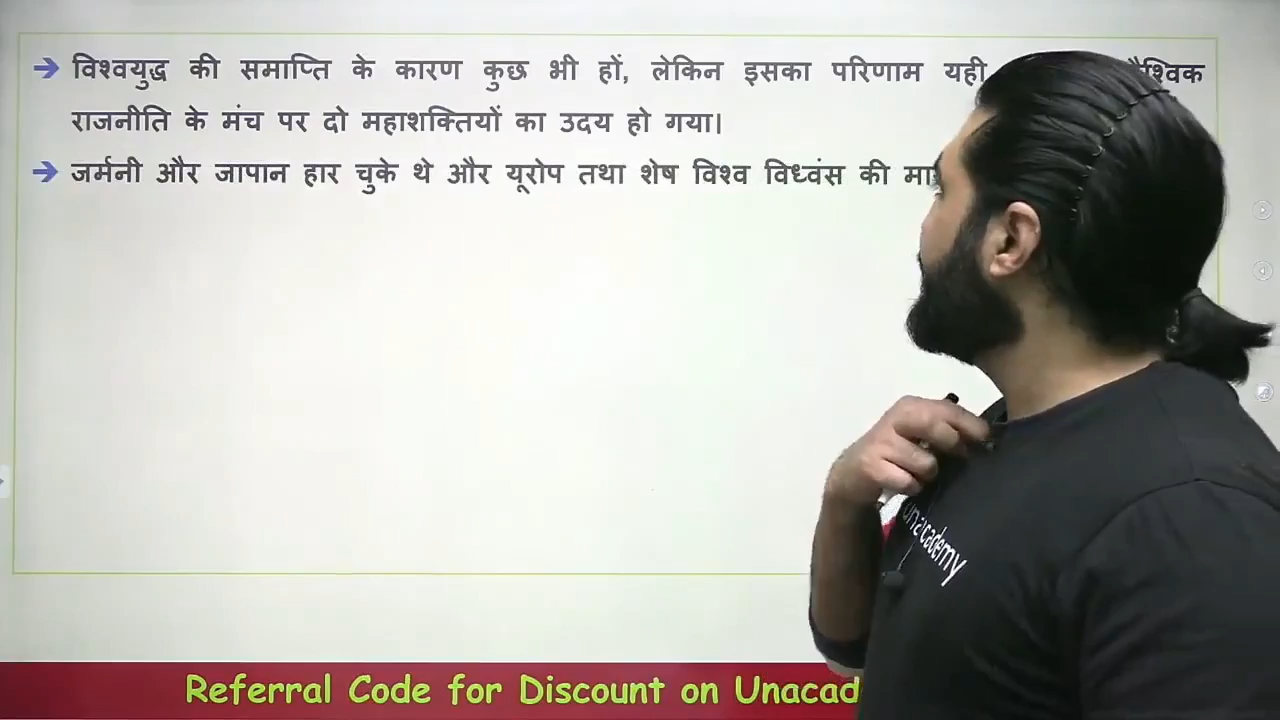 विश्वयुद्ध की समाप्ति के कारण कुछ भी हों, लेकिन इसका परिणाम यही
राजनीति के मंच पर दो महाशक्तियों का उदय हो गया।
जर्मनी और जापान हार चुके थे और यूरोप तथा शेष विश्व विध्वंस की
unacademy
Referral Code for Discount on